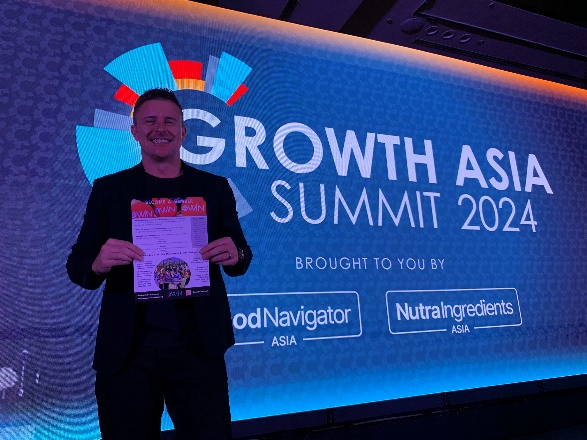 GROWTH ASIA
SUMMIT 2024
BROUGHT TO YOU BY
odNavigator
ASIA
NutraIngredients
ASIA